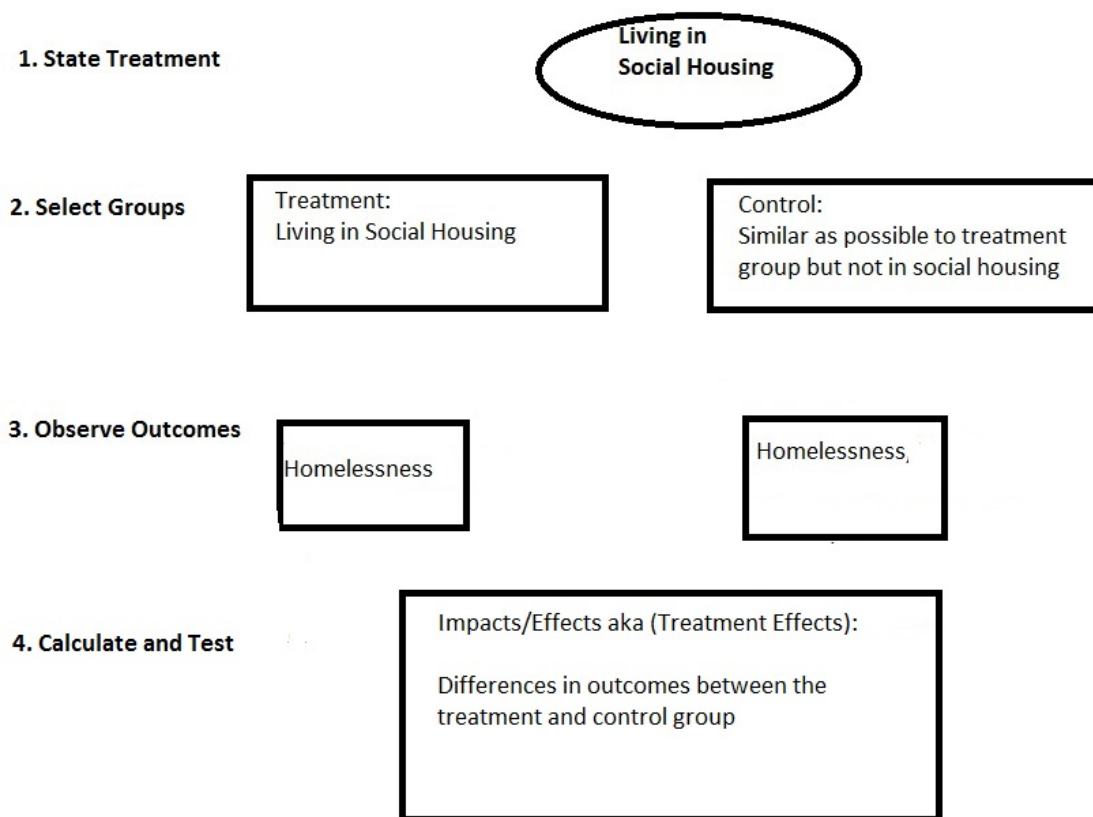 1. State Treatment
Living in
Social Housing
2. Select Groups
Treatment:
Living in Social Housing
Control:
Similar as possible to treatment
group but not in social housing
3. Observe Outcomes
Homelessness
Homelessness,
4. Calculate and Test
Impacts/Effects aka (Treatment Effects):
Differences in outcomes between the
treatment and control group